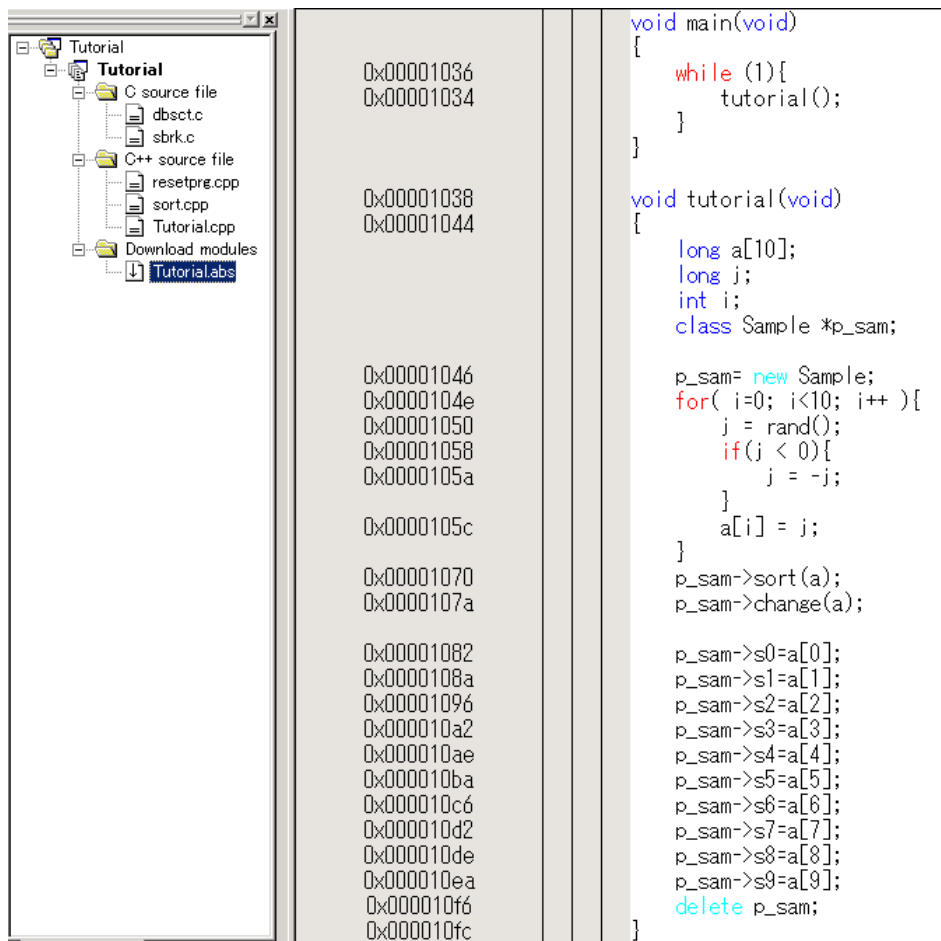 Tutorial
Tutorial
C source file
dbsct.c
sbrk.c
C++ source file
resetprg.cpp
sort.cpp
Tutorial.cpp
Download modules
Tutorial.abs
void main(void)
{
0x00001036 while (1){
0x00001034 tutorial();
}
}
0x00001038 void tutorial(void)
0x00001044 {
long a[10];
long j;
int i;
class Sample *p_sam;
0x00001046 p_sam= new Sample;
0x0000104e for( i=0; i<10; i++ ){
0x00001050 j = rand();
0x00001058 if(j < 0){
0x0000105a j = -j;
}
0x0000105c a[i] = j;
}
0x00001070 p_sam->sort(a);
0x0000107a p_sam->change(a);
0x00001082 p_sam->s0=a[0];
0x0000108a p_sam->s1=a[1];
0x00001096 p_sam->s2=a[2];
0x000010a2 p_sam->s3=a[3];
0x000010ae p_sam->s4=a[4];
0x000010ba p_sam->s5=a[5];
0x000010c6 p_sam->s6=a[6];
0x000010d2 p_sam->s7=a[7];
0x000010de p_sam->s8=a[8];
0x000010ea p_sam->s9=a[9];
0x000010f6 delete p_sam;
0x000010fc }